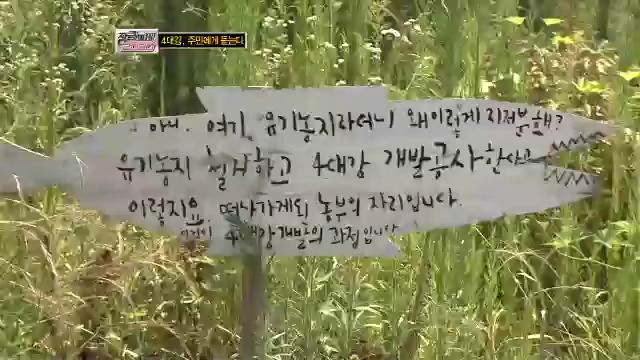 4대강, 주민에게 묻는다
아니, 여기 유기농지라더니 왜이렇게 지저분해?
유기농지 철거하고 4대강 개발공사한다고
이렇지요. 떠나가게된 농부의 자리입니다.
이것이 4대강개발의 과정입니다